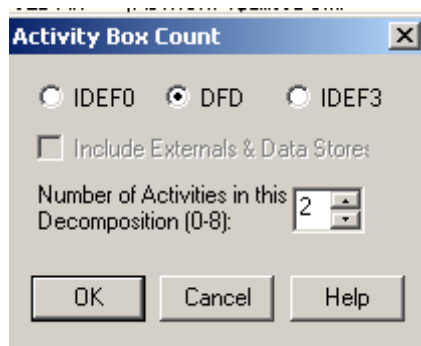 Activity Box Count
IDEF0 DFD IDEF3
Include Externals & Data Stores
Number of Activities in this
Decomposition (0-8):
2
OK Cancel Help